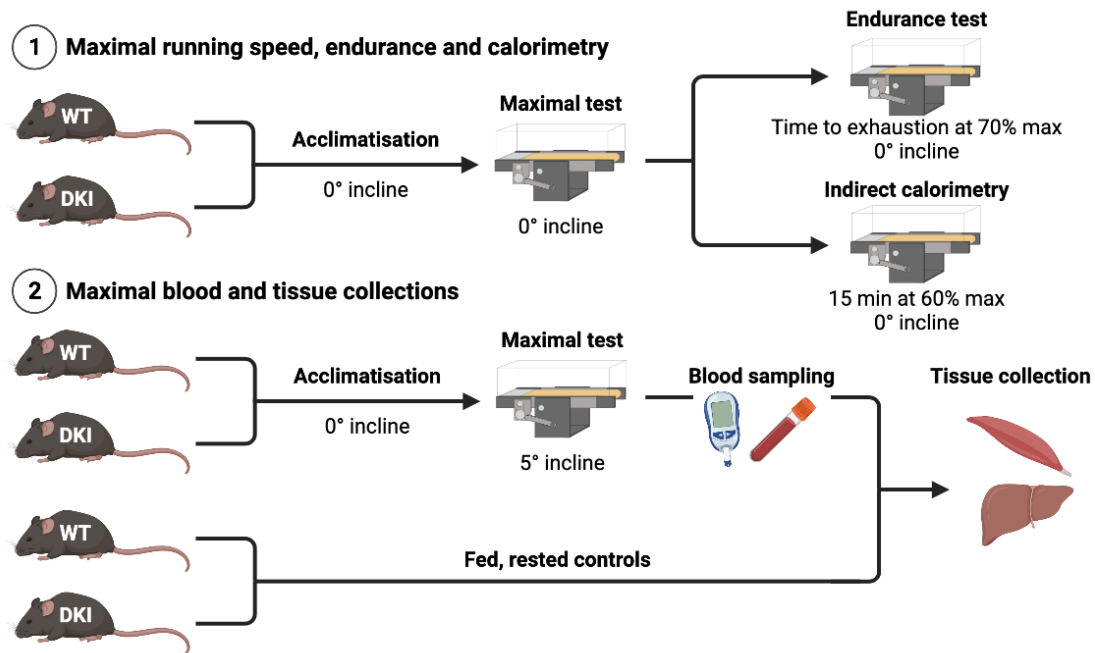 1 Maximal running speed, endurance and calorimetry
Endurance test
WT
DKI
Acclimatisation
0° incline
Maximal test
0° incline
Time to exhaustion at 70% max
0° incline
Indirect calorimetry
15 min at 60% max
0° incline
2 Maximal blood and tissue collections
WT
DKI
Acclimatisation
0° incline
Maximal test
5° incline
Blood sampling
Tissue collection
WT
DKI
Fed, rested controls